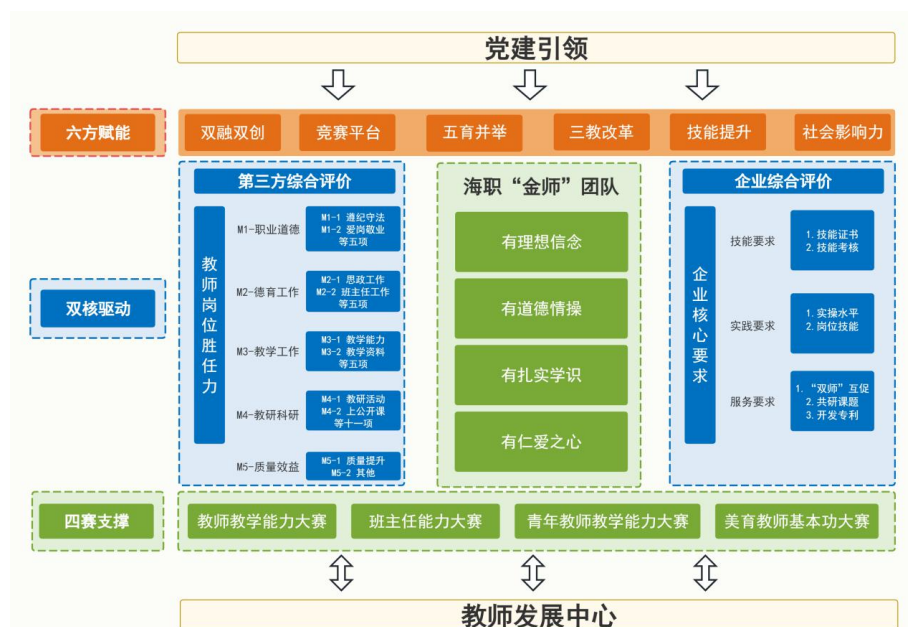 党建引领
六方赋能
双融双创
竞赛平台
五育并举
三教改革
技能提升
社会影响力
双核驱动
第三方综合评价
教师岗位胜任力
M1-职业道德
M1-1 遵纪守法
M1-2 爱岗敬业
等五项
M2-德育工作
M2-1 思政工作
M2-2 班主任工作
等五项
M3-教学工作
M3-1 教学能力
M3-2 教学资料
等五项
M4-教研科研
M4-1 教研活动
M4-2 上公开课
等十一项
M5-质量效益
M5-1 质量提升
M5-2 其他
海职“金师”团队
有理想信念
有道德情操
有扎实学识
有仁爱之心
企业综合评价
企业核心要求
技能要求
1. 技能证书
2. 技能考核
实践要求
1. 实操水平
2. 岗位技能
服务要求
1. “双师”互促
2. 共研课题
3. 开发专利
四赛支撑
教师教学能力大赛
班主任能力大赛
青年教师教学能力大赛
美育教师基本功大赛
教师发展中心